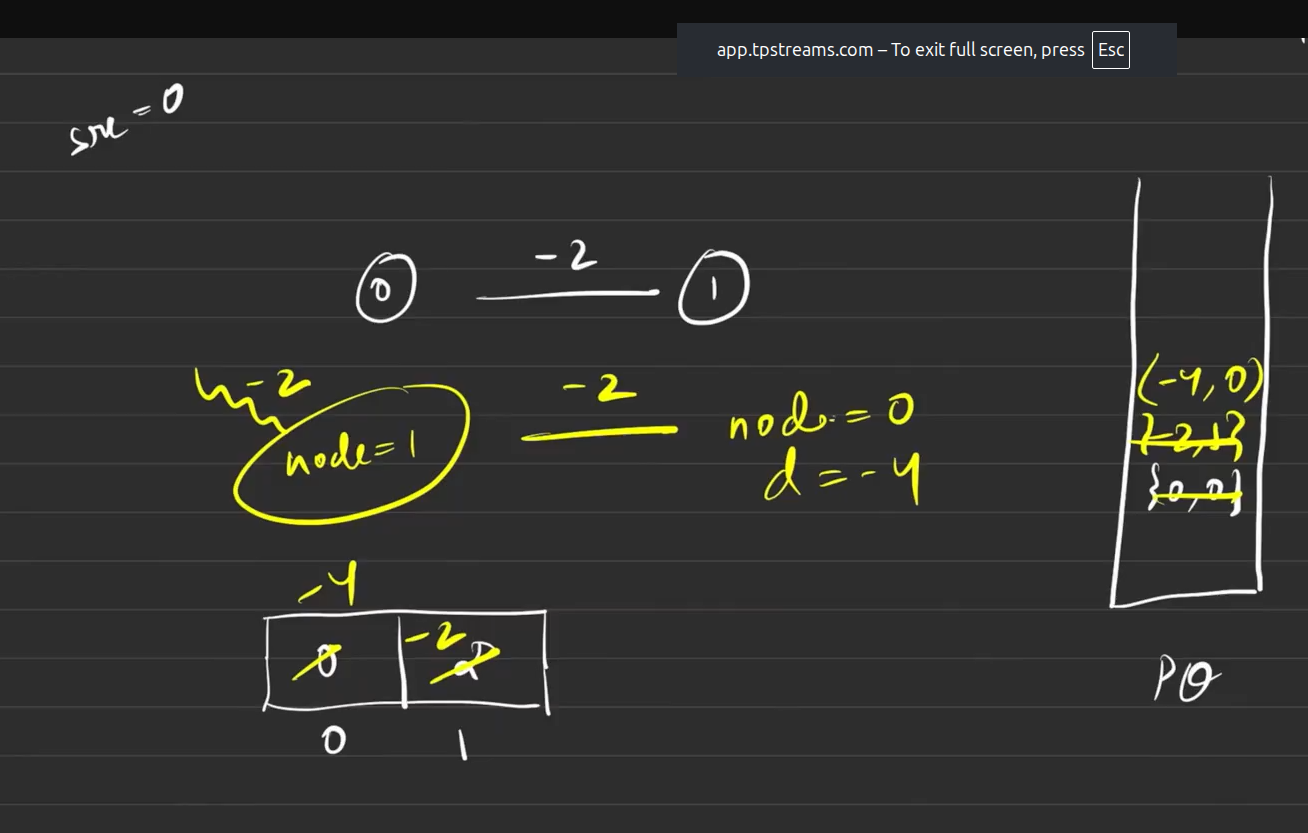 app.tpstreams.com – To exit full screen, press Esc
src = 0
-2
0
1
-2
-2
node = 1
node = 0
d = -4
(-4, 0)
{-2, 1}
{0, 0}
-4
0
-2
0
1
PQ